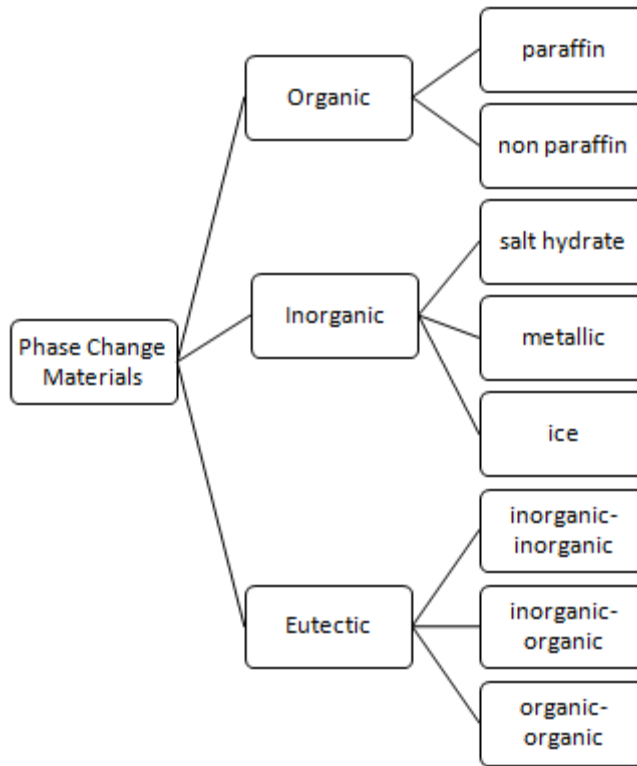 Phase Change
Materials
Organic
paraffin
non paraffin
Inorganic
salt hydrate
metallic
ice
Eutectic
inorganic-
inorganic
inorganic-
organic
organic-
organic